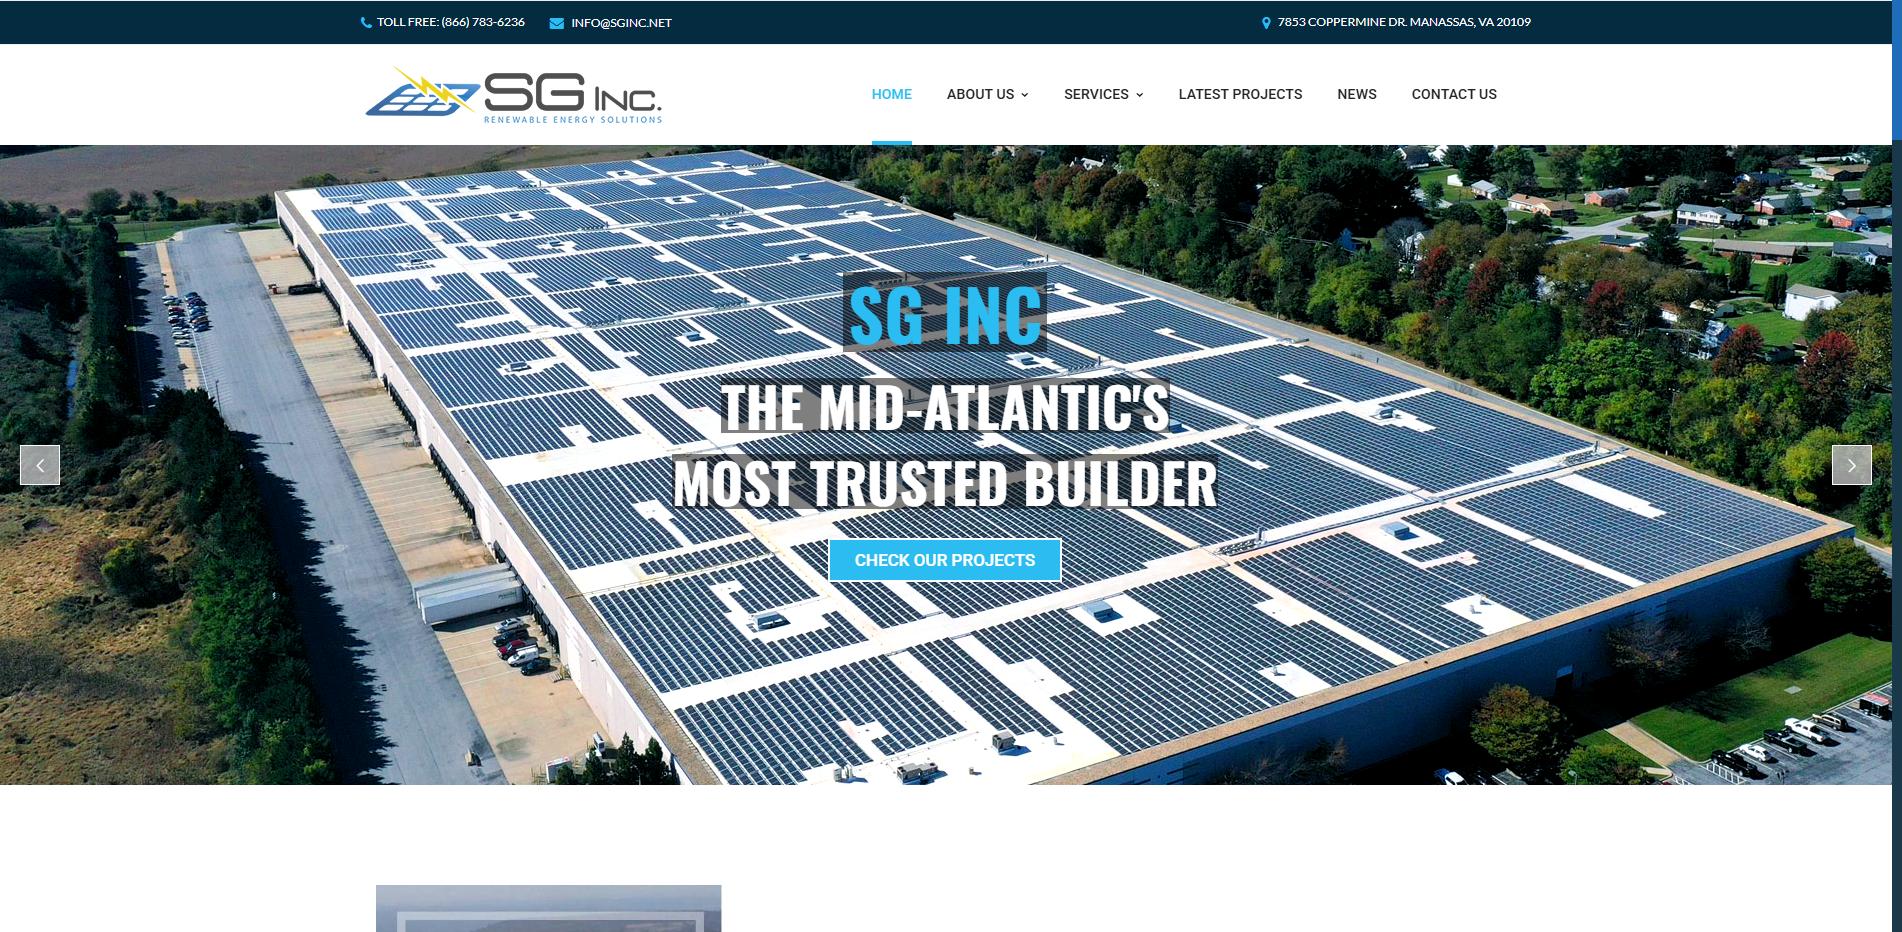 TOLL FREE: (866) 783-6236 INFO@SGINC.NET 7853 COPPERMINE DR. MANASSAS, VA 20109
SG INC.
RENEWABLE ENERGY SOLUTIONS
HOME ABOUT US SERVICES LATEST PROJECTS NEWS CONTACT US
SG INC
THE MID-ATLANTIC'S
MOST TRUSTED BUILDER
CHECK OUR PROJECTS